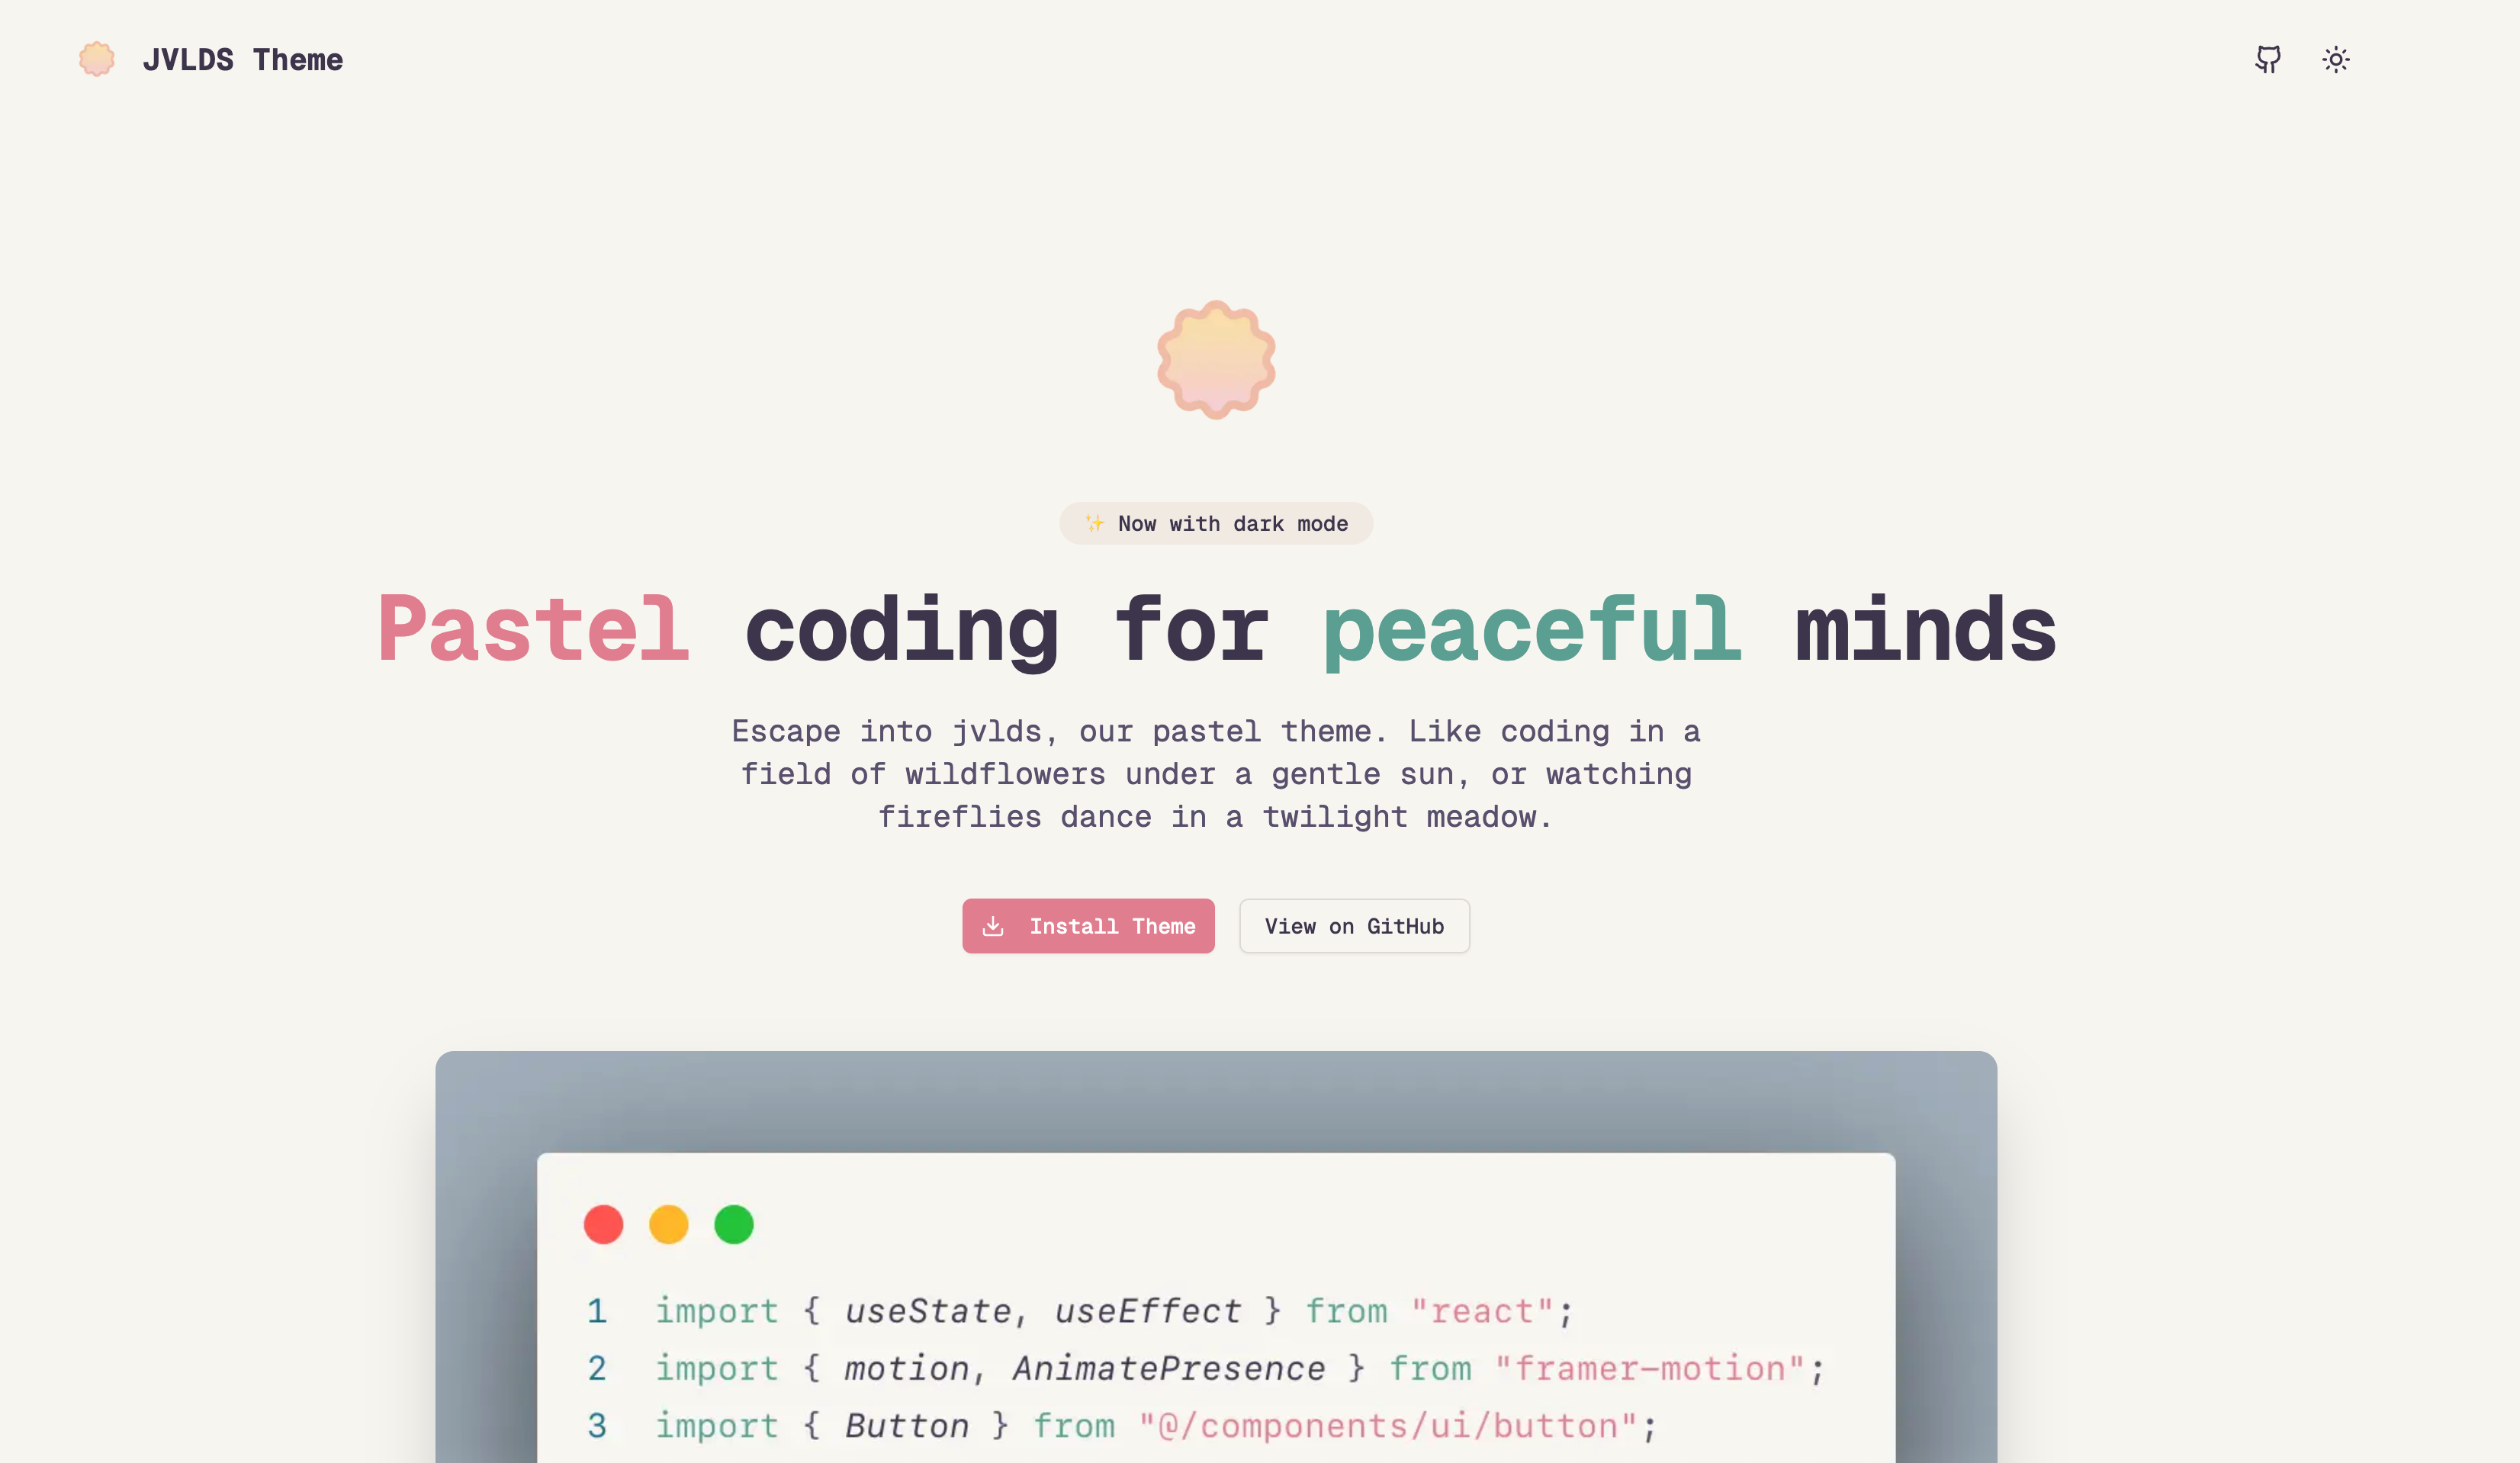 JVLDS Theme
✨ Now with dark mode
Pastel coding for peaceful minds
Escape into jvlds, our pastel theme. Like coding in a
field of wildflowers under a gentle sun, or watching
fireflies dance in a twilight meadow.
Install Theme
View on GitHub
1 import { useState, useEffect } from "react";
2 import { motion, AnimatePresence } from "framer-motion";
3 import { Button } from "@/components/ui/button";